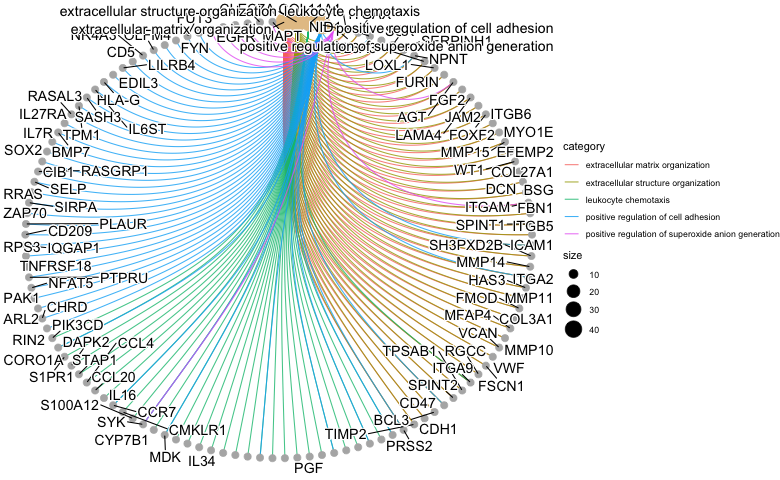 extracellular structure organization
leukocyte chemotaxis
extracellular matrix organization
positive regulation of cell adhesion
positive regulation of superoxide anion generation
FUT3
EGFR
MAPT
NID
FYN
CD5
LILRB4
EDIL3
HLA-G
RASAL3
IL27RA
SASH3
IL6ST
IL7R
TPM1
SOX2
BMP7
CIB1
RASGRP1
SELP
RRAS
SIRPA
ZAP70
PLAUR
CD209
RPS3
IQGAP1
TNFRSF18
PTPRU
NFAT5
PAK1
CHRD
ARL2
PIK3CD
RIN2
DAPK2
CCL4
CORO1A
STAP1
S1PR1
CCL20
IL16
S100A12
CCR7
SYK
CYP7B1
CMKLR1
MDK
IL34
PGF
TIMP2
BCL3
PRSS2
CDH1
CD47
SPINT2
FSCN1
ITGA9
VWF
TPSAB1
RGCC
MMP10
VCAN
MFAP4
COL3A1
FMOD
MMP11
HAS3
ITGA2
MMP14
SH3PXD2B
ICAM1
SPINT1
ITGB5
ITGAM
FBN1
DCN
BSG
WT1
COL27A1
MMP15
EFEMP2
LAMA4
FOXF2
MYO1E
AGT
JAM2
ITGB6
FGF2
FURIN
LOXL1
NPNT
SERPINH1
category
extracellular matrix organization
extracellular structure organization
leukocyte chemotaxis
positive regulation of cell adhesion
positive regulation of superoxide anion generation
size
10
20
30
40